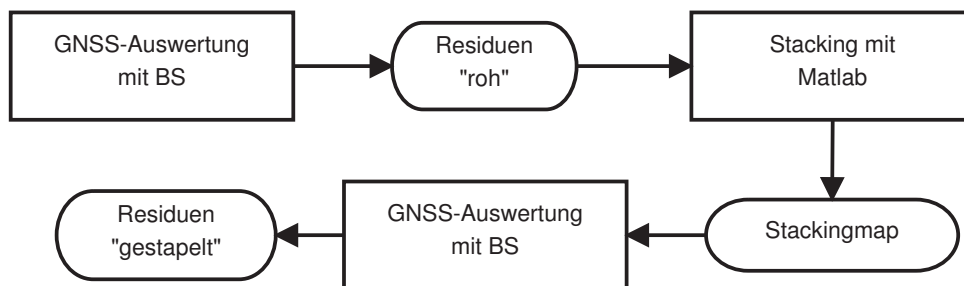 GNSS-Auswertung
mit BS
Residuen
"roh"
Stacking mit
Matlab
Stackingmap
GNSS-Auswertung
mit BS
Residuen
"gestapelt"